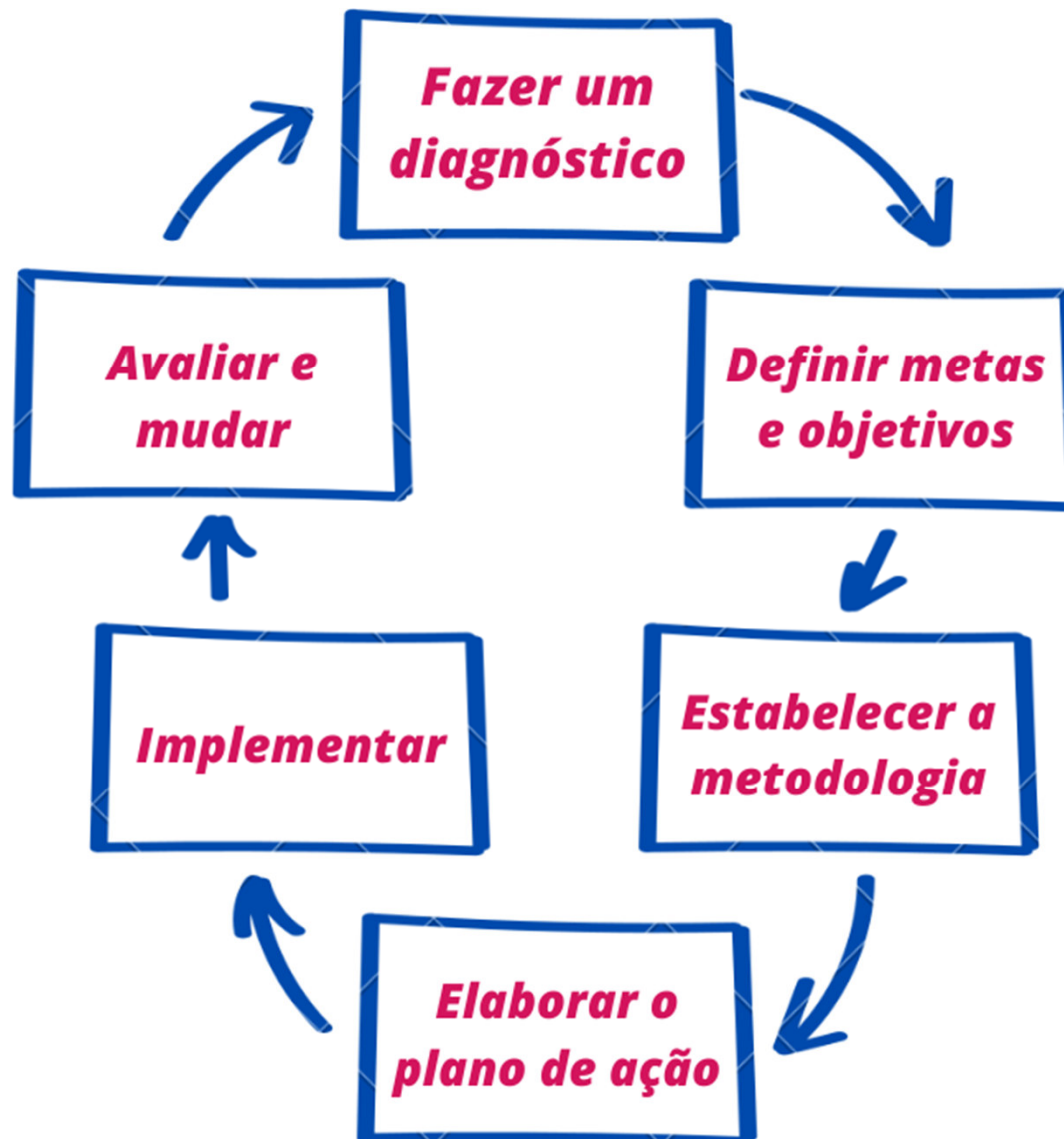 Fazer um
diagnóstico
Definir metas
e objetivos
Estabelecer a
metodologia
Elaborar o
plano de ação
Implementar
Avaliar e
mudar